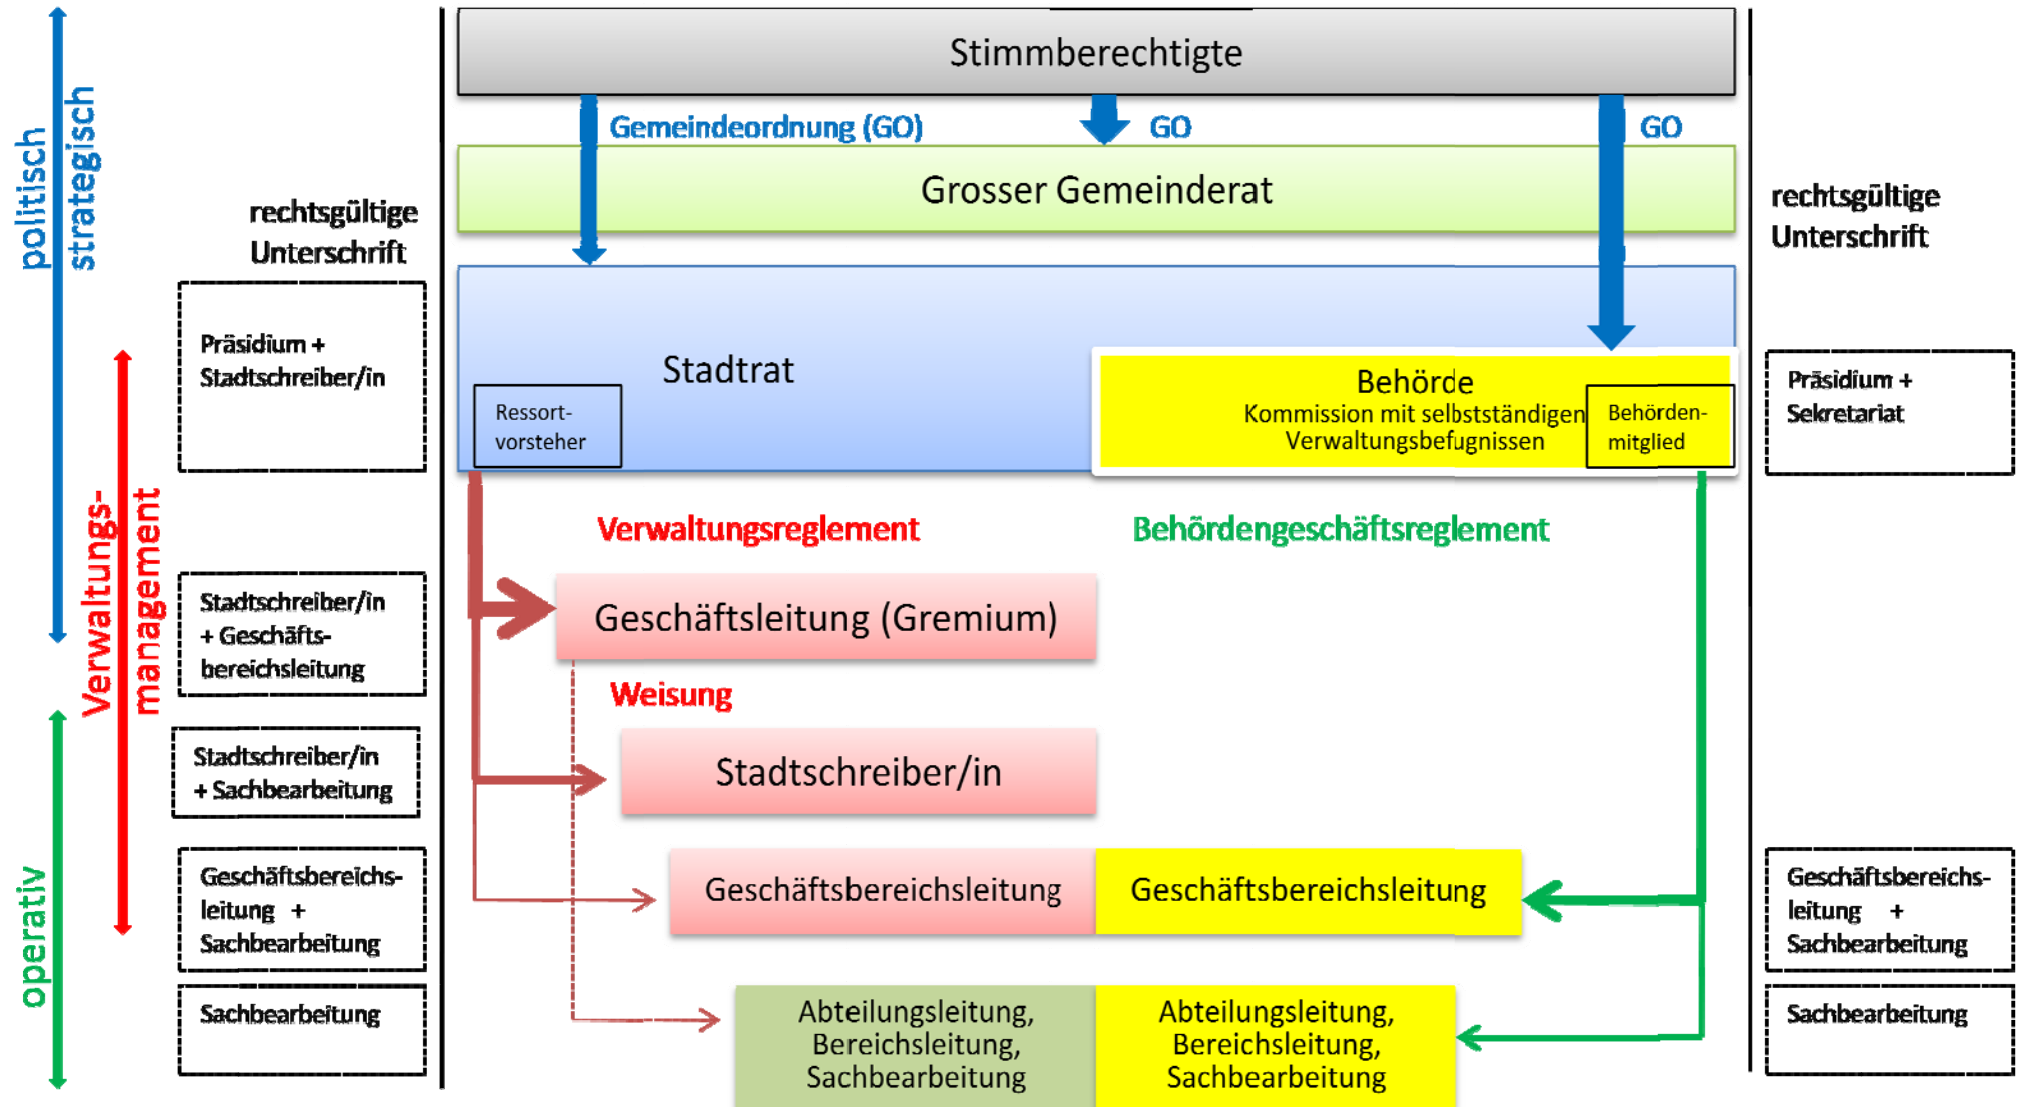 Stimmberechtigte
Gemeindeordnung (GO)
GO
GO
Grosser Gemeinderat
politisch
strategisch
rechtsgültige
Unterschrift
rechtsgültige
Unterschrift
Präsidium +
Stadtschreiber/in
Stadtrat
Ressort-
vorsteher
Behörde
Kommission mit selbstständigen
Verwaltungsbefugnissen
Behörden-
mitglied
Präsidium +
Sekretariat
Verwaltungs-
management
Verwaltungsreglement
Behördengeschäftsreglement
Stadtschreiber/in
+ Geschäfts-
bereichsleitung
Geschäftsleitung (Gremium)
Weisung
Stadtschreiber/in
+ Sachbearbeitung
Stadtschreiber/in
operativ
Geschäftsbereichs-
leitung +
Sachbearbeitung
Geschäftsbereichsleitung
Geschäftsbereichsleitung
Geschäftsbereichs-
leitung +
Sachbearbeitung
Sachbearbeitung
Abteilungsleitung,
Bereichsleitung,
Sachbearbeitung
Abteilungsleitung,
Bereichsleitung,
Sachbearbeitung
Sachbearbeitung